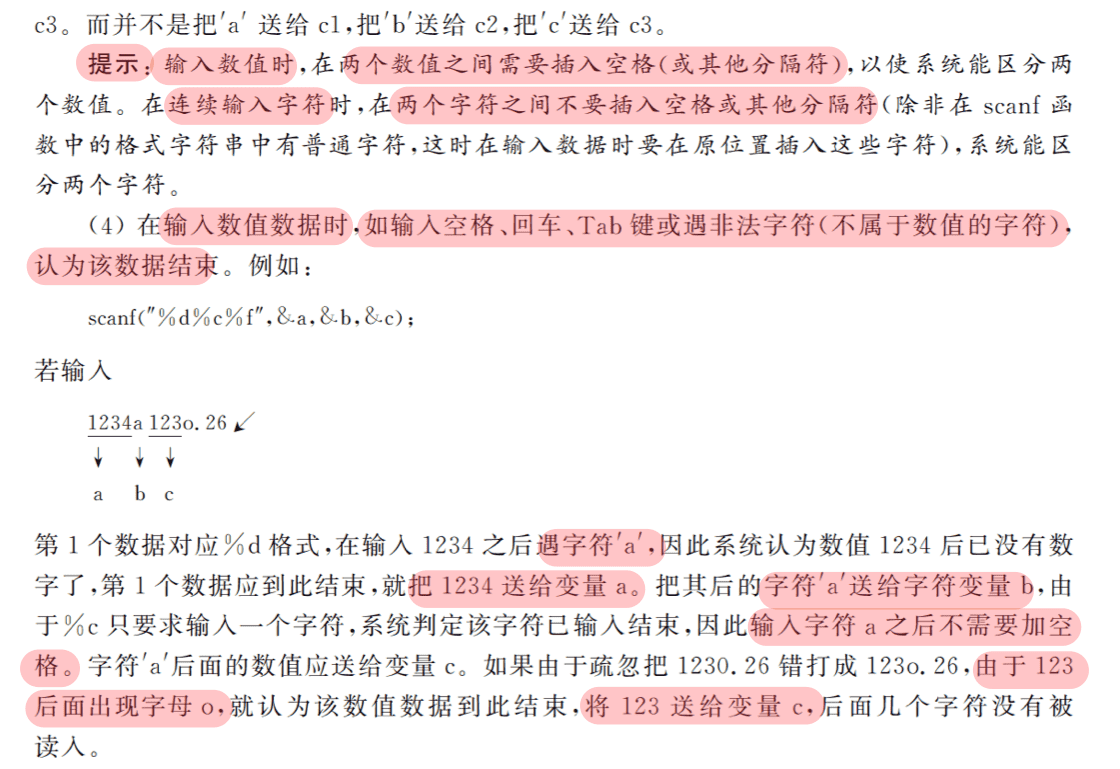 c3。而并不是把'a' 送给 c1,把'b'送给 c2,把'c'送给 c3。
提示:输入数值时,在两个数值之间需要插入空格(或其他分隔符),以使系统能区分两
个数值。在连续输入字符时,在两个字符之间不要插入空格或其他分隔符(除非在 scanf 函
数中的格式字符串中有普通字符,这时在输入数据时要在原位置插入这些字符),系统能区
分两个字符。
(4) 在输入数值数据时,如输入空格、回车、Tab 键或遇非法字符(不属于数值的字符),
认为该数据结束。例如:
scanf("%d%c%f",&a,&b,&c);
若输入
1234a 123o.26↙
↓ ↓ ↓
a b c
第 1 个数据对应%d 格式,在输入 1234 之后遇字符'a',因此系统认为数值 1234 后已没有数
字了,第 1 个数据应到此结束,就把 1234 送给变量 a。把其后的字符'a'送给字符变量 b,由
于%c 只要求输入一个字符,系统判定该字符已输入结束,因此输入字符 a 之后不需要加空
格。字符'a'后面的数值应送给变量 c。如果由于疏忽把 1230.26 错打成 123o.26,由于 123
后面出现字母 o,就认为该数值数据到此结束,将 123 送给变量 c,后面几个字符没有被
读入。